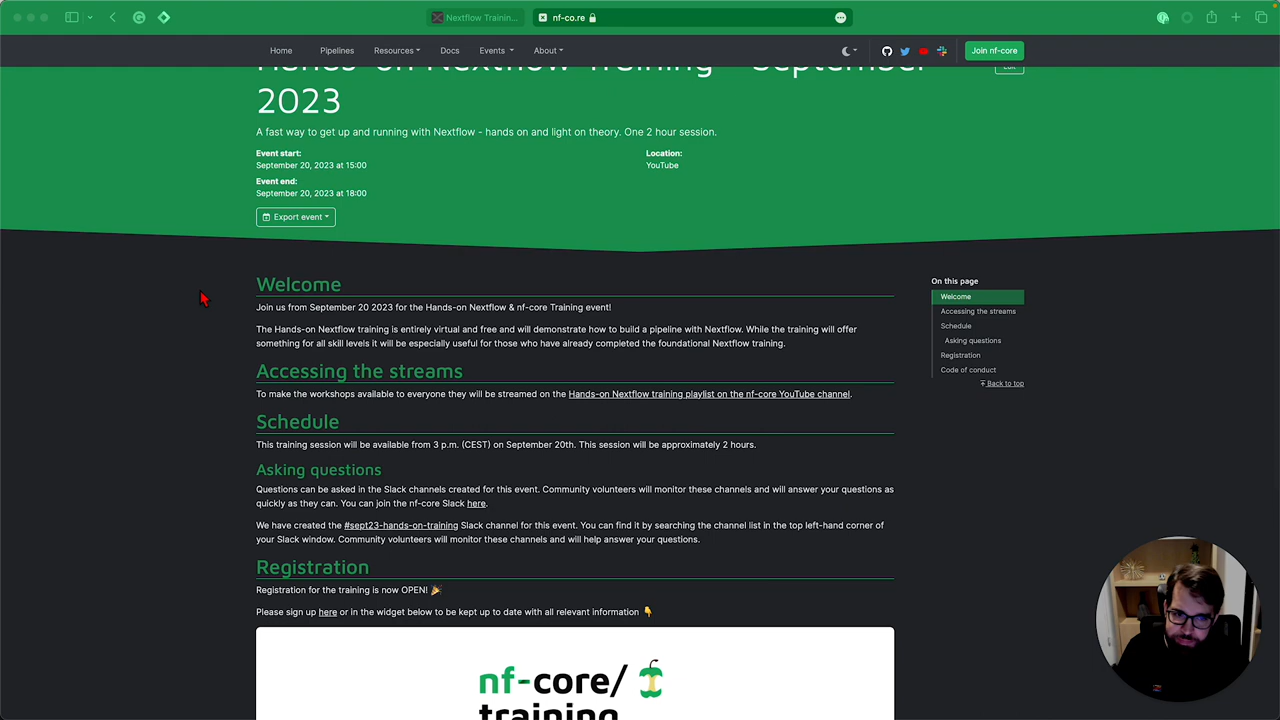 Nextflow Trainin...
nf-co.re
Home
Pipelines
Resources
Docs
Events
About
Join nf-core
Hands-on Nextflow Training - September
2023
Edit
A fast way to get up and running with Nextflow - hands on and light on theory. One 2 hour session.
Event start:
September 20, 2023 at 15:00
Location:
YouTube
Event end:
September 20, 2023 at 18:00
Export event
Welcome
Join us from September 20 2023 for the Hands-on Nextflow & nf-core Training event!
The Hands-on Nextflow training is entirely virtual and free and will demonstrate how to build a pipeline with Nextflow. While the training will offer
something for all skill levels it will be especially useful for those who have already completed the foundational Nextflow training.
Accessing the streams
To make the workshops available to everyone they will be streamed on the Hands-on Nextflow training playlist on the nf-core YouTube channel.
Schedule
This training session will be available from 3 p.m. (CEST) on September 20th. This session will be approximately 2 hours.
Asking questions
Questions can be asked in the Slack channels created for this event. Community volunteers will monitor these channels and will answer your questions as
quickly as they can. You can join the nf-core Slack here.
We have created the #sept23-hands-on-training Slack channel for this event. You can find it by searching the channel list in the top left-hand corner of
your Slack window. Community volunteers will monitor these channels and will help answer your questions.
Registration
Registration for the training is now OPEN! 🎉
Please sign up here or in the widget below to be kept up to date with all relevant information 👇
nf-core/
training
On this page
Welcome
Accessing the streams
Schedule
Asking questions
Registration
Code of conduct
Back to top